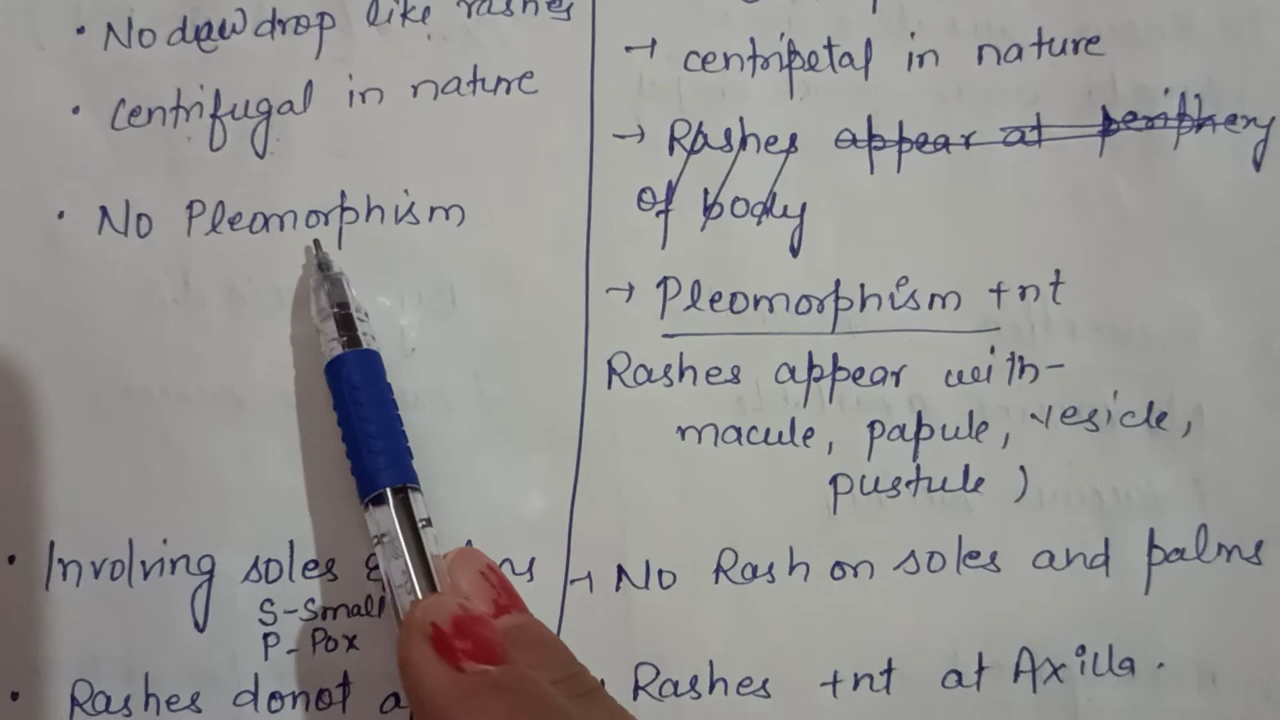 • No dew drop like rashes
• Centrifugal in nature
• No Pleomorphism
• Involving soles &
S-Small
P-Pox
• Rashes donot
→ centripetal in nature
→ Rashes appear at periphery
of body
→ Pleomorphism +nt
Rashes appear with-
macule, papule, vesicle,
pustule )
→ No Rash on soles and palms
Rashes +nt at Axilla.